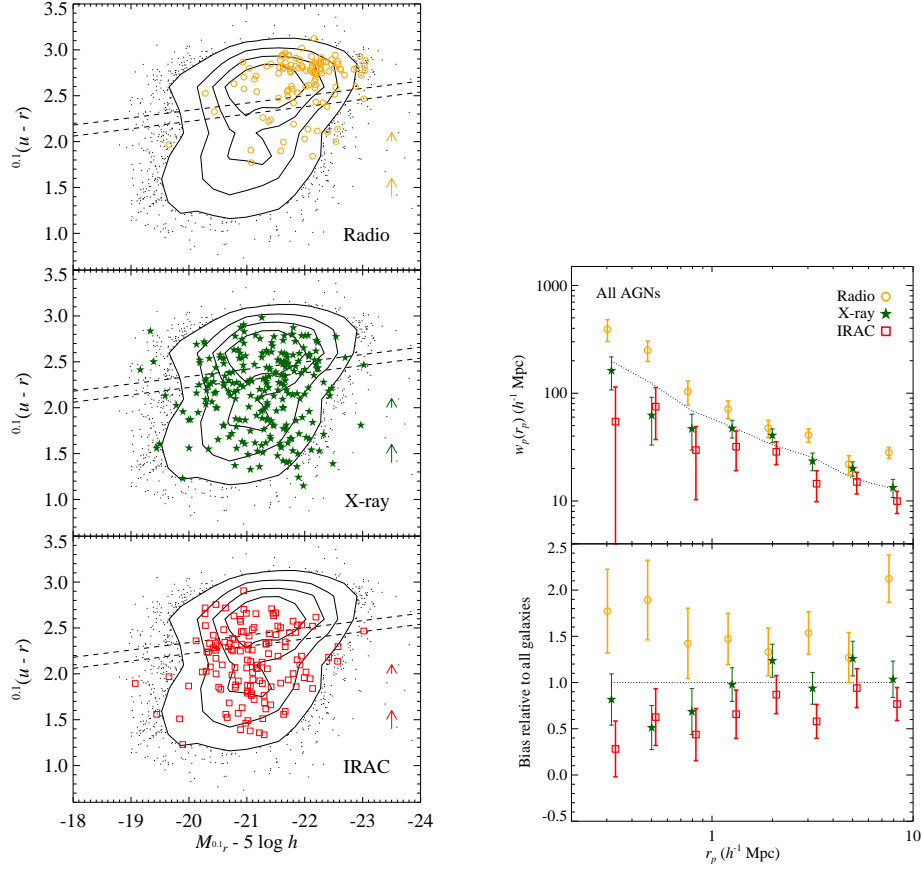 3.5
3.0
2.5
2.0
1.5
1.0
0.1(u - r)
Radio
3.5
3.0
2.5
2.0
1.5
1.0
0.1(u - r)
X-ray
3.5
3.0
2.5
2.0
1.5
1.0
0.1(u - r)
IRAC
-18 -19 -20 -21 -22 -23 -24
M0.1r - 5 log h
All AGNs
Radio
X-ray
IRAC
1000
100
10
wp(rp) (h-1 Mpc)
2.5
2.0
1.5
1.0
0.5
0.0
-0.5
Bias relative to all galaxies
1 10
rp (h-1 Mpc)